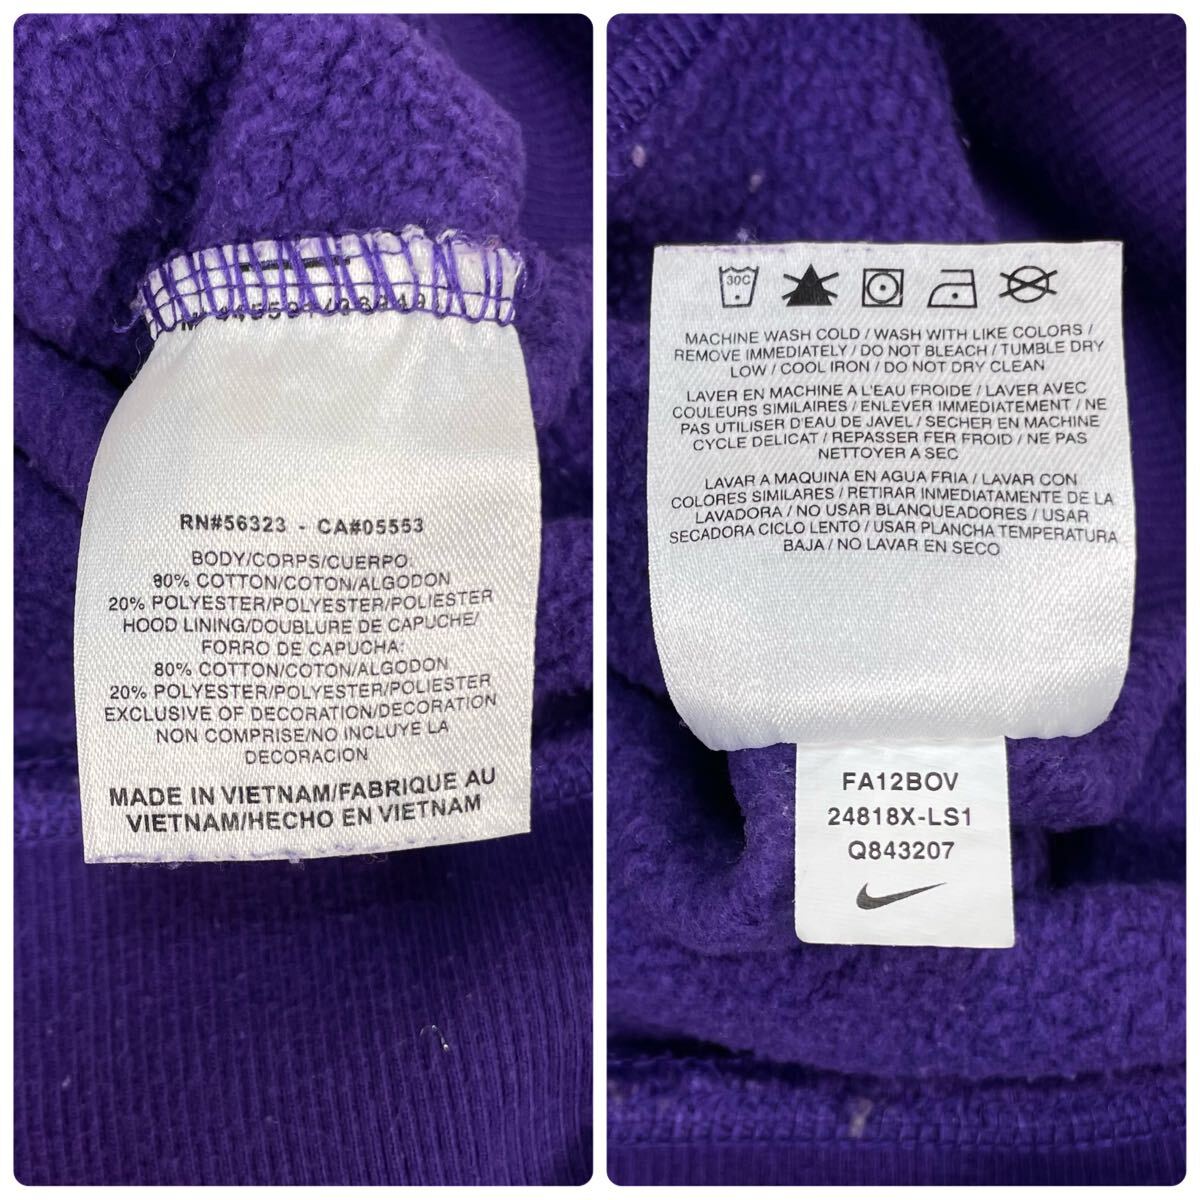 RN#56323 - CA#05553
BODY/CORPS/CUERPO:
80% COTTON/COTON/ALGODON
20% POLYESTER/POLYESTER/POLIESTER
HOOD LINING/DOUBLURE DE CAPUCHE/
FORRO DE CAPUCHA:
80% COTTON/COTON/ALGODON
20% POLYESTER/POLYESTER/POLIESTER
EXCLUSIVE OF DECORATION/DECORATION
NON COMPRISE/NO INCLUYE LA
DECORACION
MADE IN VIETNAM/FABRIQUE AU
VIETNAM/HECHO EN VIETNAM
30C
MACHINE WASH COLD / WASH WITH LIKE COLORS /
REMOVE IMMEDIATELY / DO NOT BLEACH / TUMBLE DRY
LOW / COOL IRON / DO NOT DRY CLEAN
LAVER EN MACHINE A L'EAU FROIDE / LAVER AVEC
COULEURS SIMILAIRES / ENLEVER IMMEDIATEMENT / NE
PAS UTILISER D'EAU DE JAVEL / SECHER EN MACHINE
CYCLE DELICAT / REPASSER FER FROID / NE PAS
NETTOYER A SEC
LAVAR A MAQUINA EN AGUA FRIA / LAVAR CON
COLORES SIMILARES / RETIRAR INMEDIATAMENTE DE LA
LAVADORA / NO USAR BLANQUEADORES / USAR
SECADORA CICLO LENTO / USAR PLANCHA TEMPERATURA
BAJA / NO LAVAR EN SECO
FA12BOV
24818X-LS1
Q843207